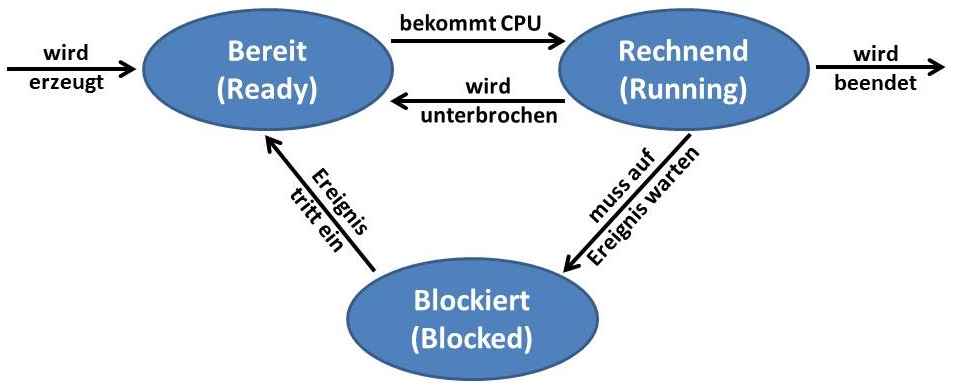 bekommt CPU
wird
erzeugt
Bereit
(Ready)
Rechnend
(Running)
wird
beendet
wird
unterbrochen
Ereignis
tritt ein
muss auf
Ereignis warten
Blockiert
(Blocked)